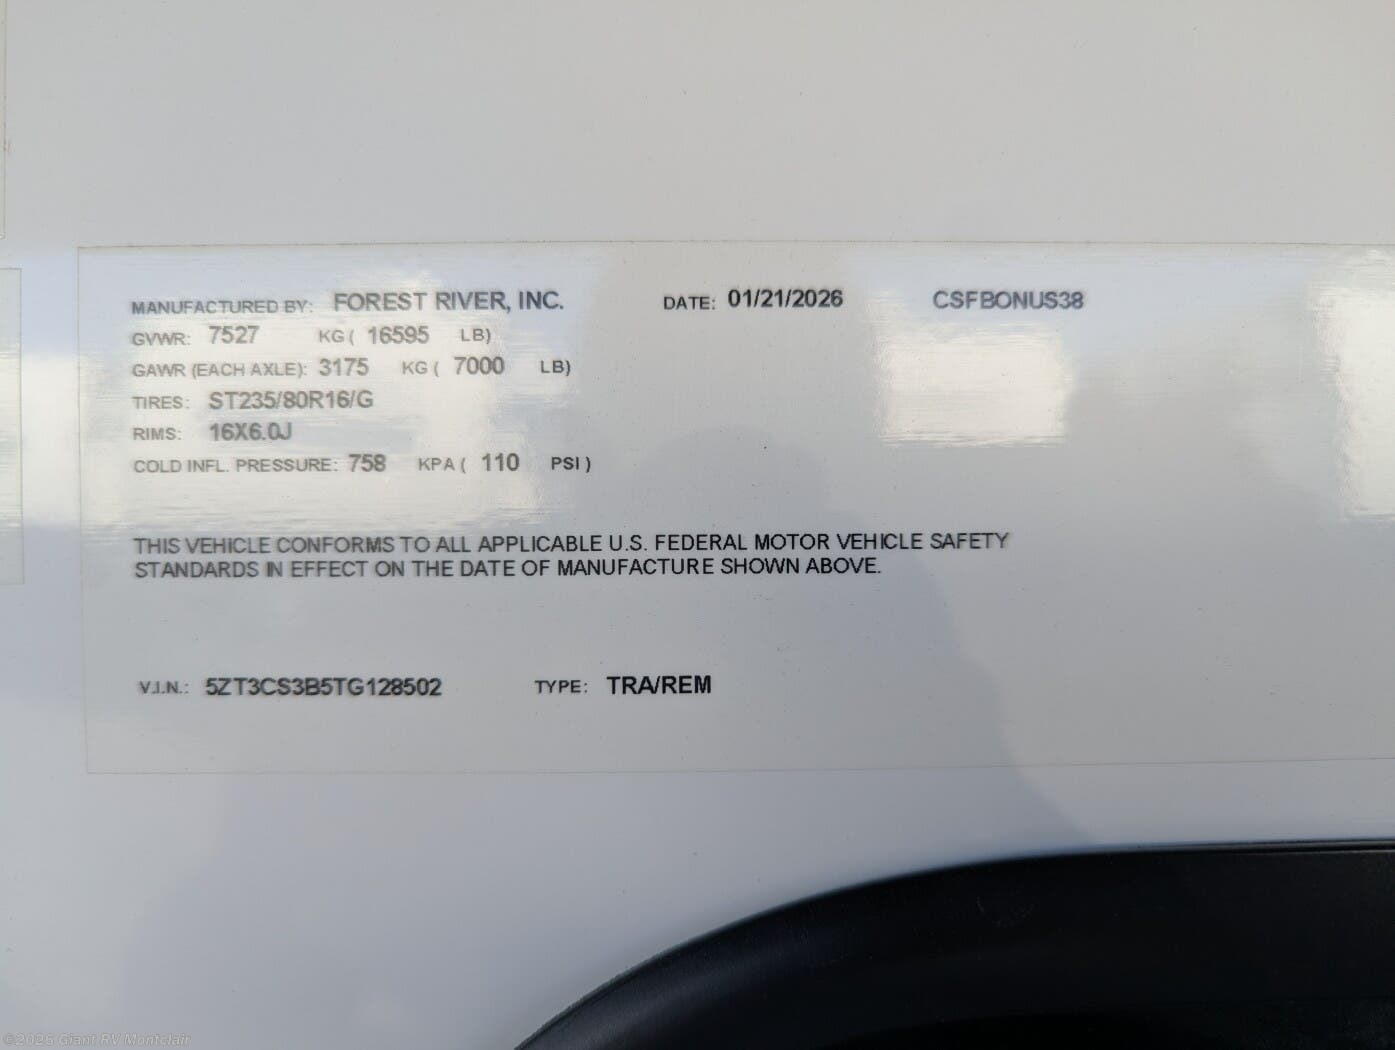 MANUFACTURED BY: FOREST RIVER, INC. DATE: 01/21/2026 CSFBONUS38
GVWR: 7527 KG ( 16595 LB)
GAWR (EACH AXLE): 3175 KG ( 7000 LB)
TIRES: ST235/80R16/G
RIMS: 16X6.0J
COLD INFL. PRESSURE: 758 KPA ( 110 PSI )
THIS VEHICLE CONFORMS TO ALL APPLICABLE U.S. FEDERAL MOTOR VEHICLE SAFETY
STANDARDS IN EFFECT ON THE DATE OF MANUFACTURE SHOWN ABOVE.
V.I.N.: 5ZT3CS3B5TG128502 TYPE: TRA/REM
©2026 Giant RV Montclair